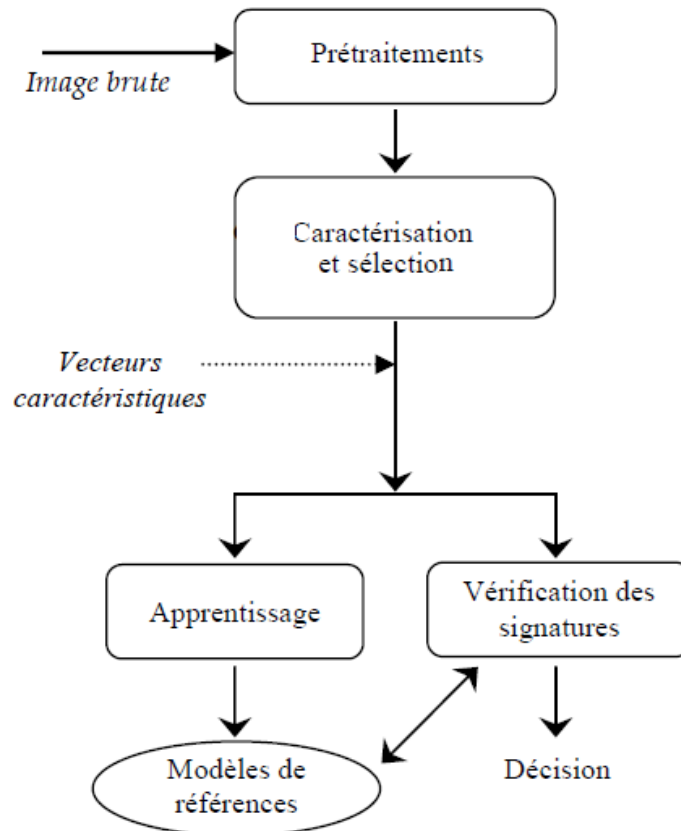 Prétraitements
Image brute
Caractérisation
et sélection
Vecteurs
caractéristiques
Apprentissage
Vérification des
signatures
Modèles de
références
Décision